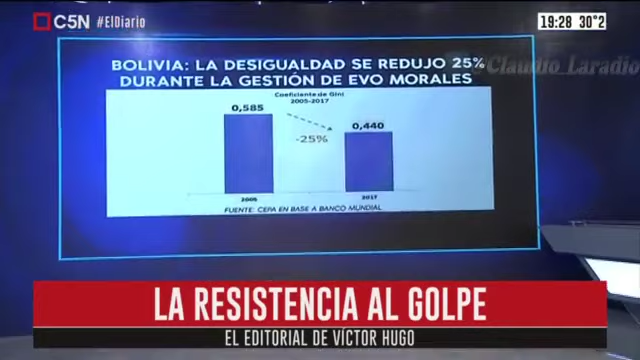 C5N #ElDiario
19:28 30°2
Claudio_Laradio
BOLIVIA: LA DESIGUALDAD SE REDUJO 25%
DURANTE LA GESTIÓN DE EVO MORALES
Coeficiente de Gini
2005-2017
0,585
0,440
-25%
2005
2017
FUENTE: CEPA EN BASE A BANCO MUNDIAL
LA RESISTENCIA AL GOLPE
EL EDITORIAL DE VÍCTOR HUGO